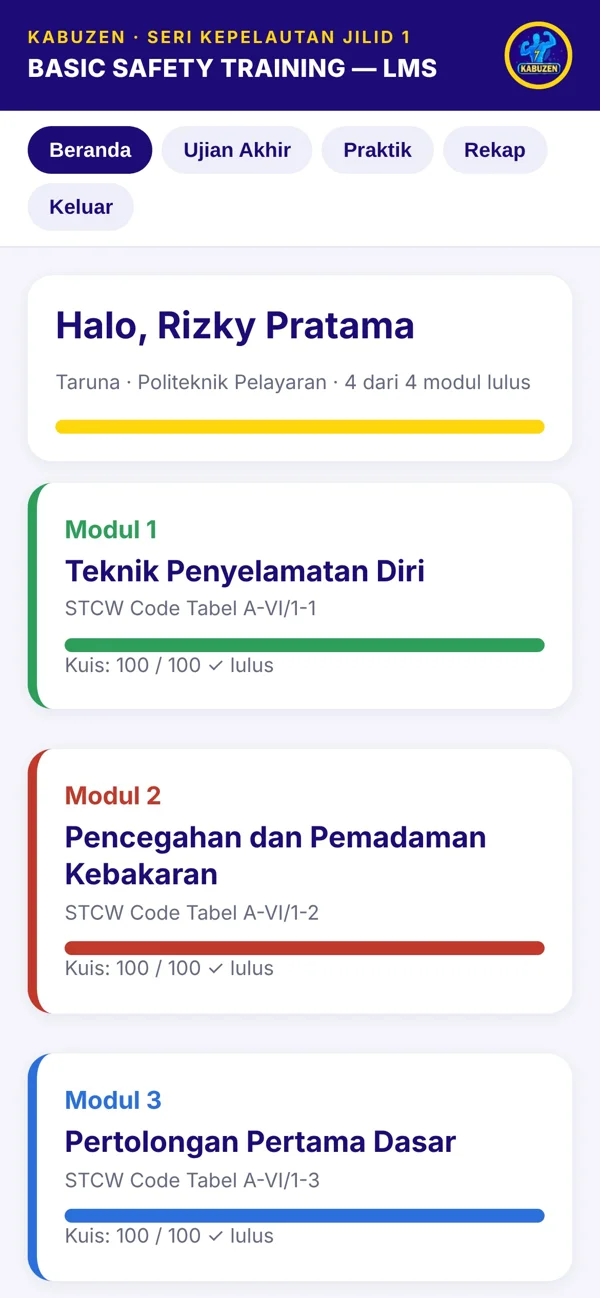 KABUZEN · SERI KEPELAUTAN JILID 1
BASIC SAFETY TRAINING — LMS
7
KABUZEN
Beranda
Ujian Akhir
Praktik
Rekap
Keluar
Halo, Rizky Pratama
Taruna · Politeknik Pelayaran · 4 dari 4 modul lulus
Modul 1
Teknik Penyelamatan Diri
STCW Code Tabel A-VI/1-1
Kuis: 100 / 100 ✓ lulus
Modul 2
Pencegahan dan Pemadaman
Kebakaran
STCW Code Tabel A-VI/1-2
Kuis: 100 / 100 ✓ lulus
Modul 3
Pertolongan Pertama Dasar
STCW Code Tabel A-VI/1-3
Kuis: 100 / 100 ✓ lulus